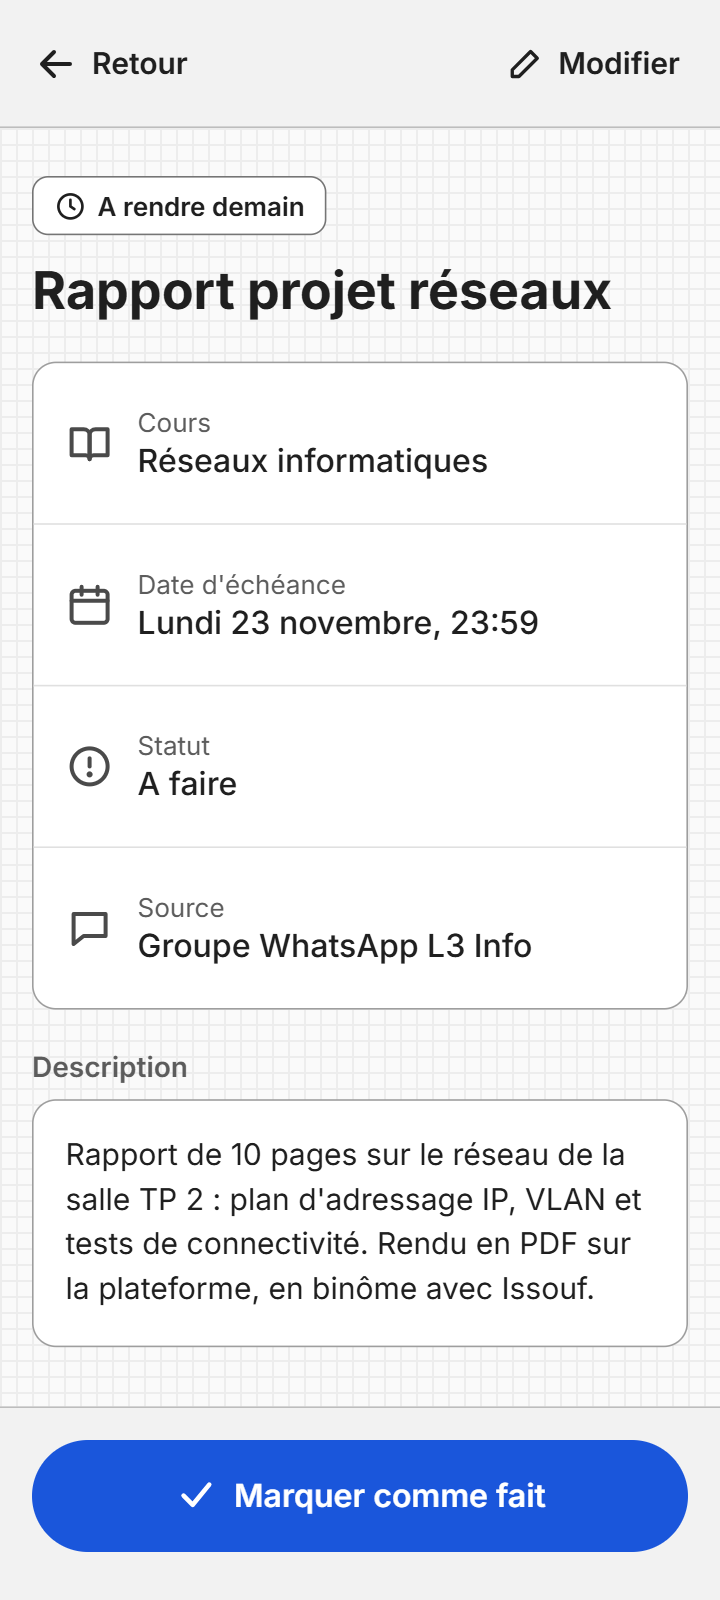 Retour
Modifier
A rendre demain
Rapport projet réseaux
Cours
Réseaux informatiques
Date d'échéance
Lundi 23 novembre, 23:59
Statut
A faire
Source
Groupe WhatsApp L3 Info
Description
Rapport de 10 pages sur le réseau de la
salle TP 2 : plan d'adressage IP, VLAN et
tests de connectivité. Rendu en PDF sur
la plateforme, en binôme avec Issouf.
Marquer comme fait